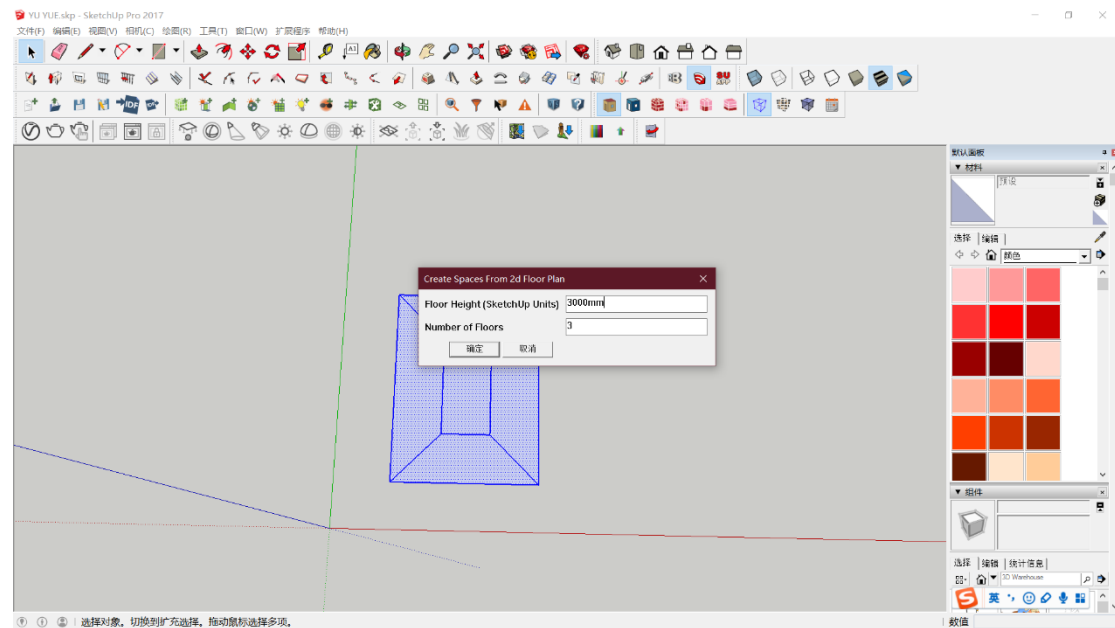 YU YUE.skp - SketchUp Pro 2017
文件(F) 编辑(E) 视图(V) 相机(C) 绘图(R) 工具(T) 窗口(W) 扩展程序 帮助(H)
A1
IDF
默认面板
▼ 材料
预设
选择 编辑
颜色
Create Spaces From 2d Floor Plan
Floor Height (SketchUp Units) 3000mm
Number of Floors 3
确定 取消
▼ 组件
选择 编辑 统计信息
3D Warehouse
英
选择对象。切换到扩充选择。拖动鼠标选择多项。
数值